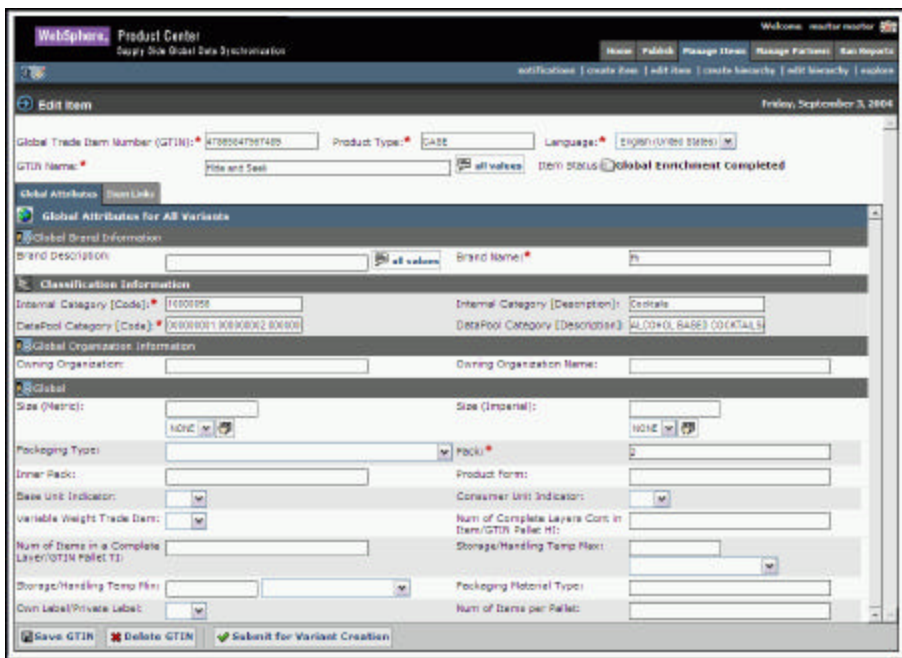 WebSphere. Product Center
Supply Side Global Data Synchronization
Welcome master master
Home Publish Manage Items Manage Partners Run Reports
notifications | create item | edit item | create hierarchy | edit hierarchy | explore
Edit Item Friday, September 3, 2004
Global Trade Item Number (GTIN):* Product Type:* CASE Language:* English (United States)
GTIN Name:* Hide and Seek all values Item Status Global Enrichment Completed
Global Attributes Item Links
Global Attributes for All Variants
Global Brand Information
Brand Description: all values Brand Name:*
Classification Information
Internal Category [Code]:* 10000058 Internal Category [Description]: Cocktails
DataPool Category [Code]:* DataPool Category [Description]: ALCOHOL BASED COCKTAILS
Global Organization Information
Owning Organization: Owning Organization Name:
Global
Size (Metric): Size (Imperial):
NONE NONE
Packaging Type: Pack:* 2
Inner Pack: Product Form:
Base Unit Indicator: Consumer Unit Indicator:
Variable Weight Trade Item: Num of Complete Layers Cont in
Item/GTIN Pallet HI:
Num of Items in a Complete Storage/Handling Temp Max:
Layer/GTIN Pallet TI:
Storage/Handling Temp Min: Packaging Material Type:
Own Label/Private Label: Num of Items per Pallet:
Save GTIN Delete GTIN Submit for Variant Creation